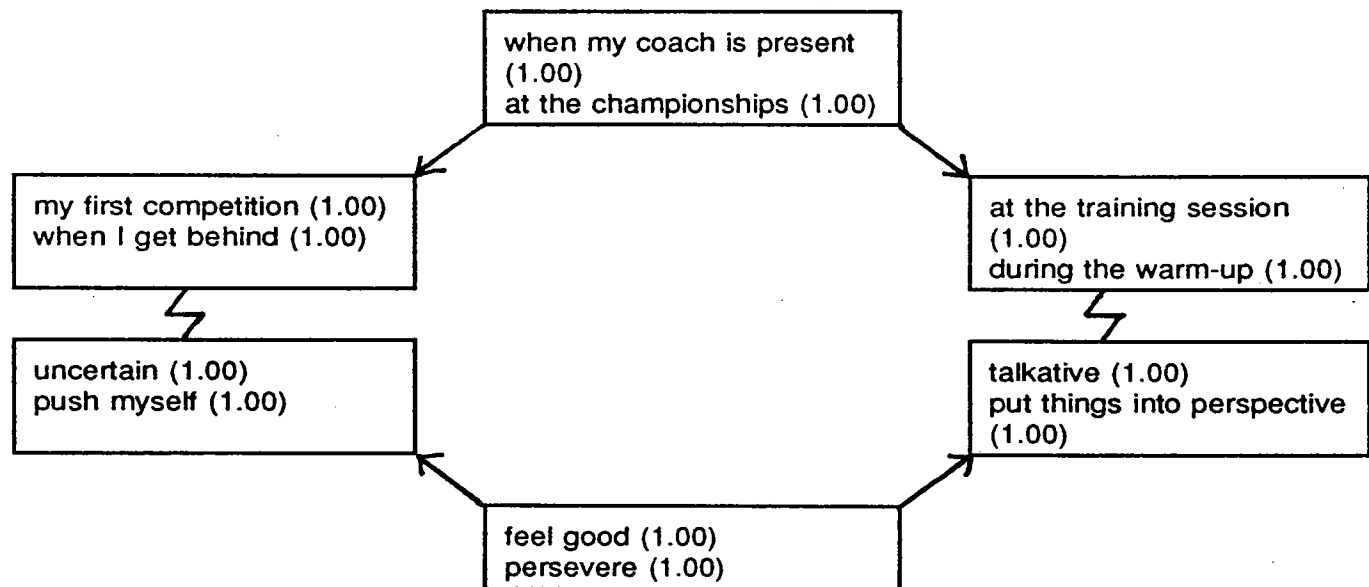 when my coach is present
(1.00)
at the championships (1.00)
my first competition (1.00)
when I get behind (1.00)
at the training session
(1.00)
during the warm-up (1.00)
uncertain (1.00)
push myself (1.00)
talkative (1.00)
put things into perspective
(1.00)
feel good (1.00)
persevere (1.00)